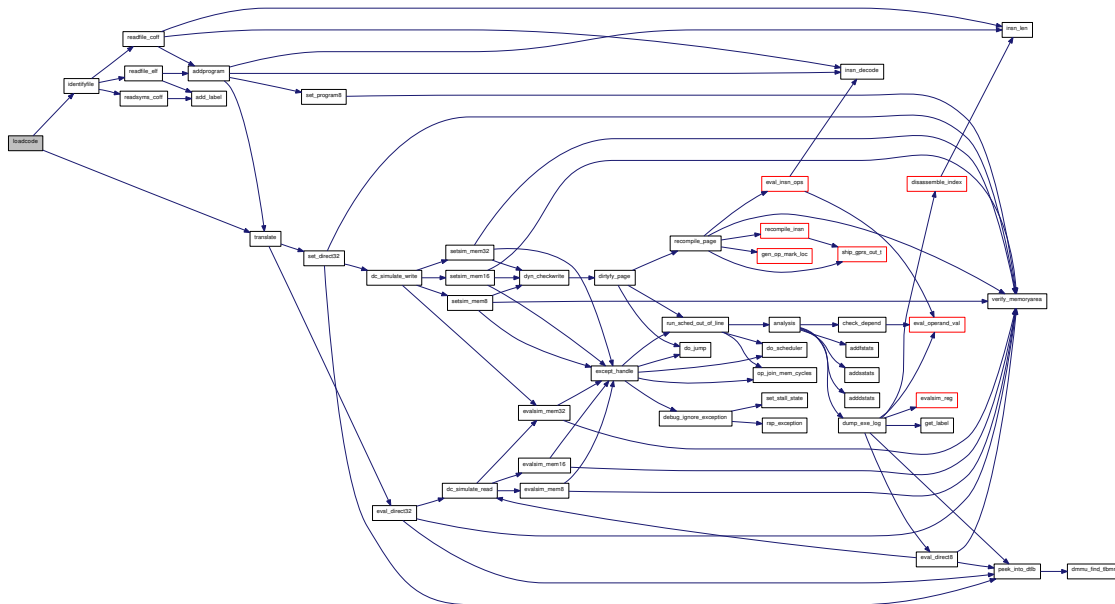 loadcode
identifyfile
readfile_coff
readfile_elf
readsyms_coff
addprogram
add_label
translate
set_program8
set_direct32
dc_simulate_write
eval_direct32
setsim_mem32
setsim_mem16
setsim_mem8
dc_simulate_read
dyn_checkwrite
evalsim_mem32
evalsim_mem16
evalsim_mem8
dirtyfy_page
except_handle
recompile_page
run_sched_out_of_line
do_jump
debug_ignore_exception
eval_insn_ops
recompile_insn
gen_op_mark_loc
analysis
do_scheduler
op_join_mem_cycles
set_stall_state
rap_exception
insn_decode
ship_gprs_out_t
check_depend
addfstats
addsstats
adddstats
dump_exe_log
disassemble_index
eval_operand_val
evalsim_reg
get_label
eval_direct8
insn_len
verify_memoryarea
peek_into_dtlb